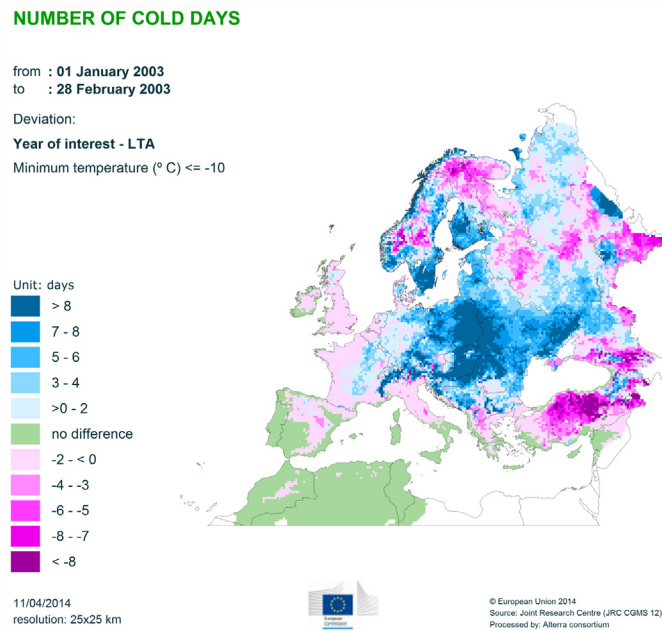 NUMBER OF COLD DAYS
from : 01 January 2003
to : 28 February 2003
Deviation:
Year of interest - LTA
Minimum temperature (º C) <= -10
Unit: days
> 8
7 - 8
5 - 6
3 - 4
>0 - 2
no difference
-2 - < 0
-4 - -3
-6 - -5
-8 - -7
< -8
11/04/2014
resolution: 25x25 km
European
Commission
© European Union 2014
Source: Joint Research Centre (JRC CGMS 12)
Processed by: Alterra consortium